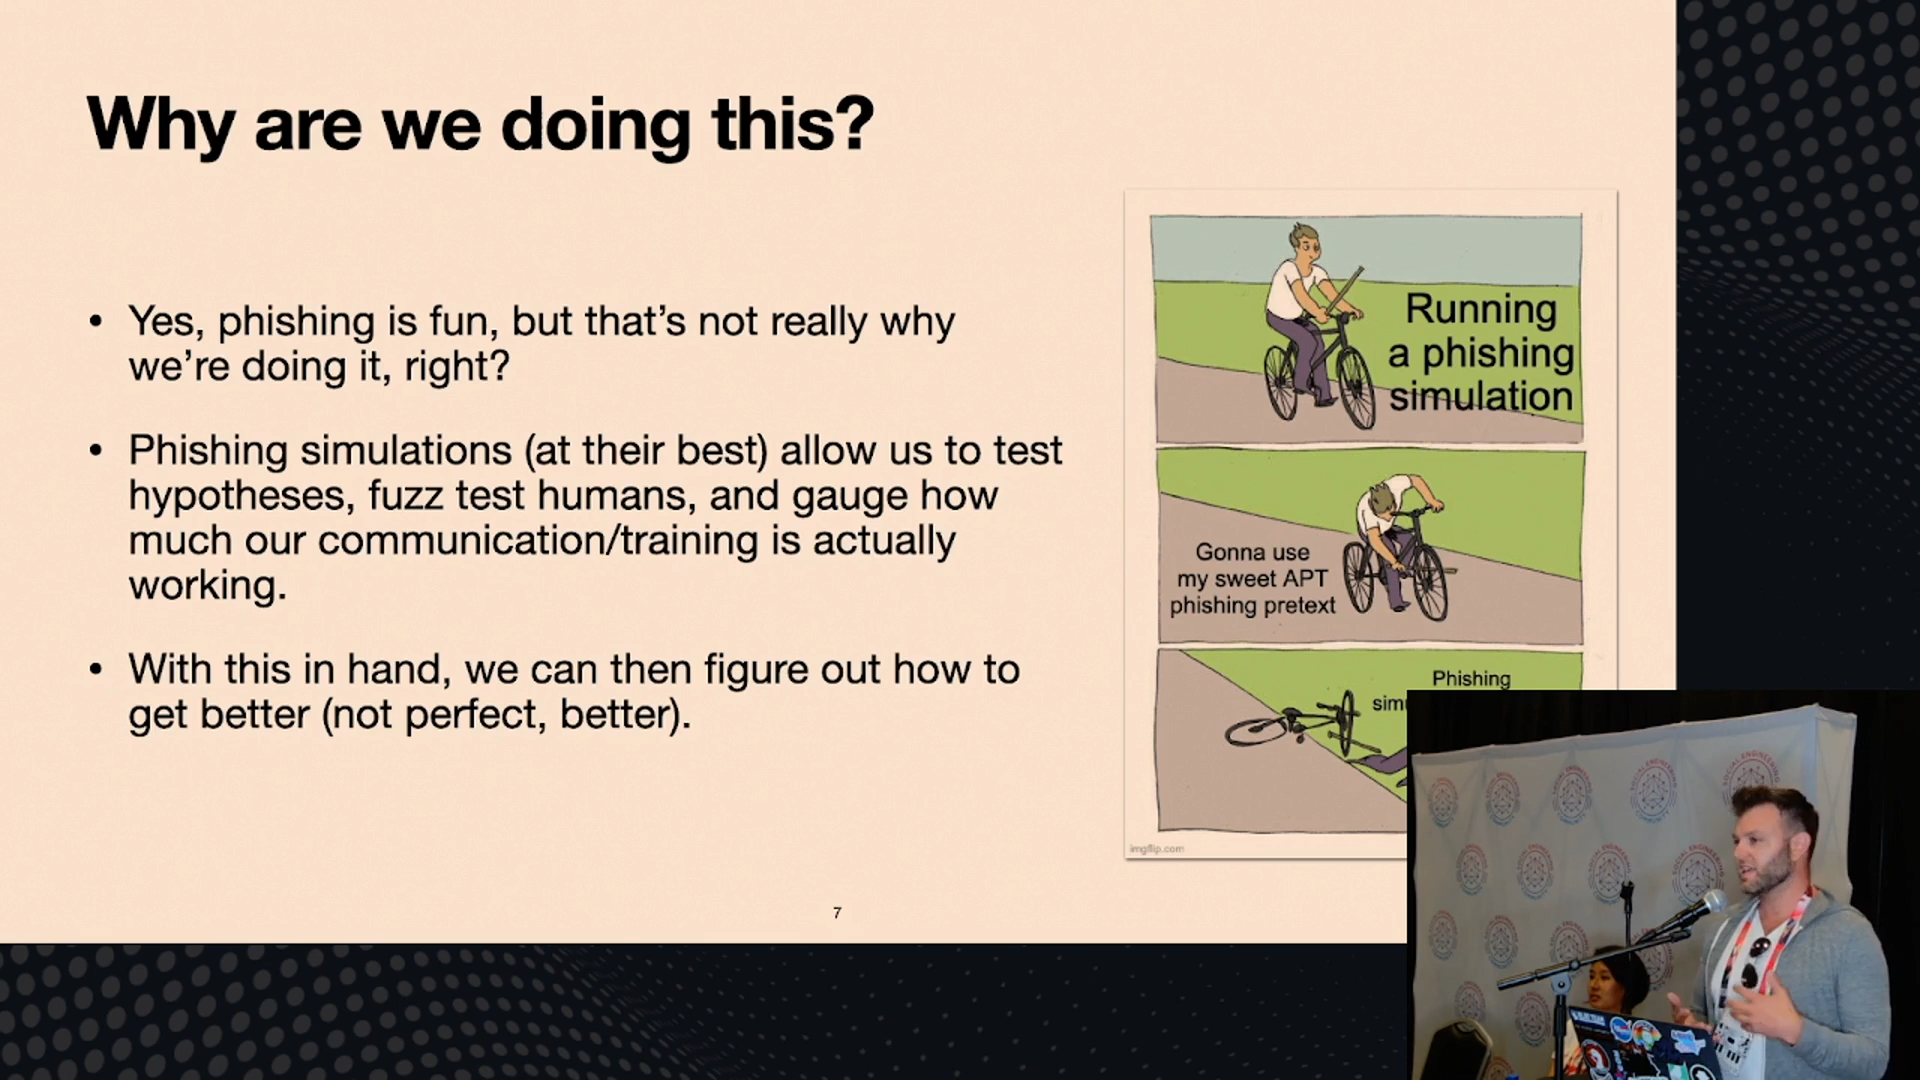 Why are we doing this?
• Yes, phishing is fun, but that’s not really why
we’re doing it, right?
• Phishing simulations (at their best) allow us to test
hypotheses, fuzz test humans, and gauge how
much our communication/training is actually
working.
• With this in hand, we can then figure out how to
get better (not perfect, better).
Running
a phishing
simulation
Gonna use
my sweet APT
phishing pretext
Phishing
imgflip.com
7
SOCIAL ENGINEERING
COMMUNITY